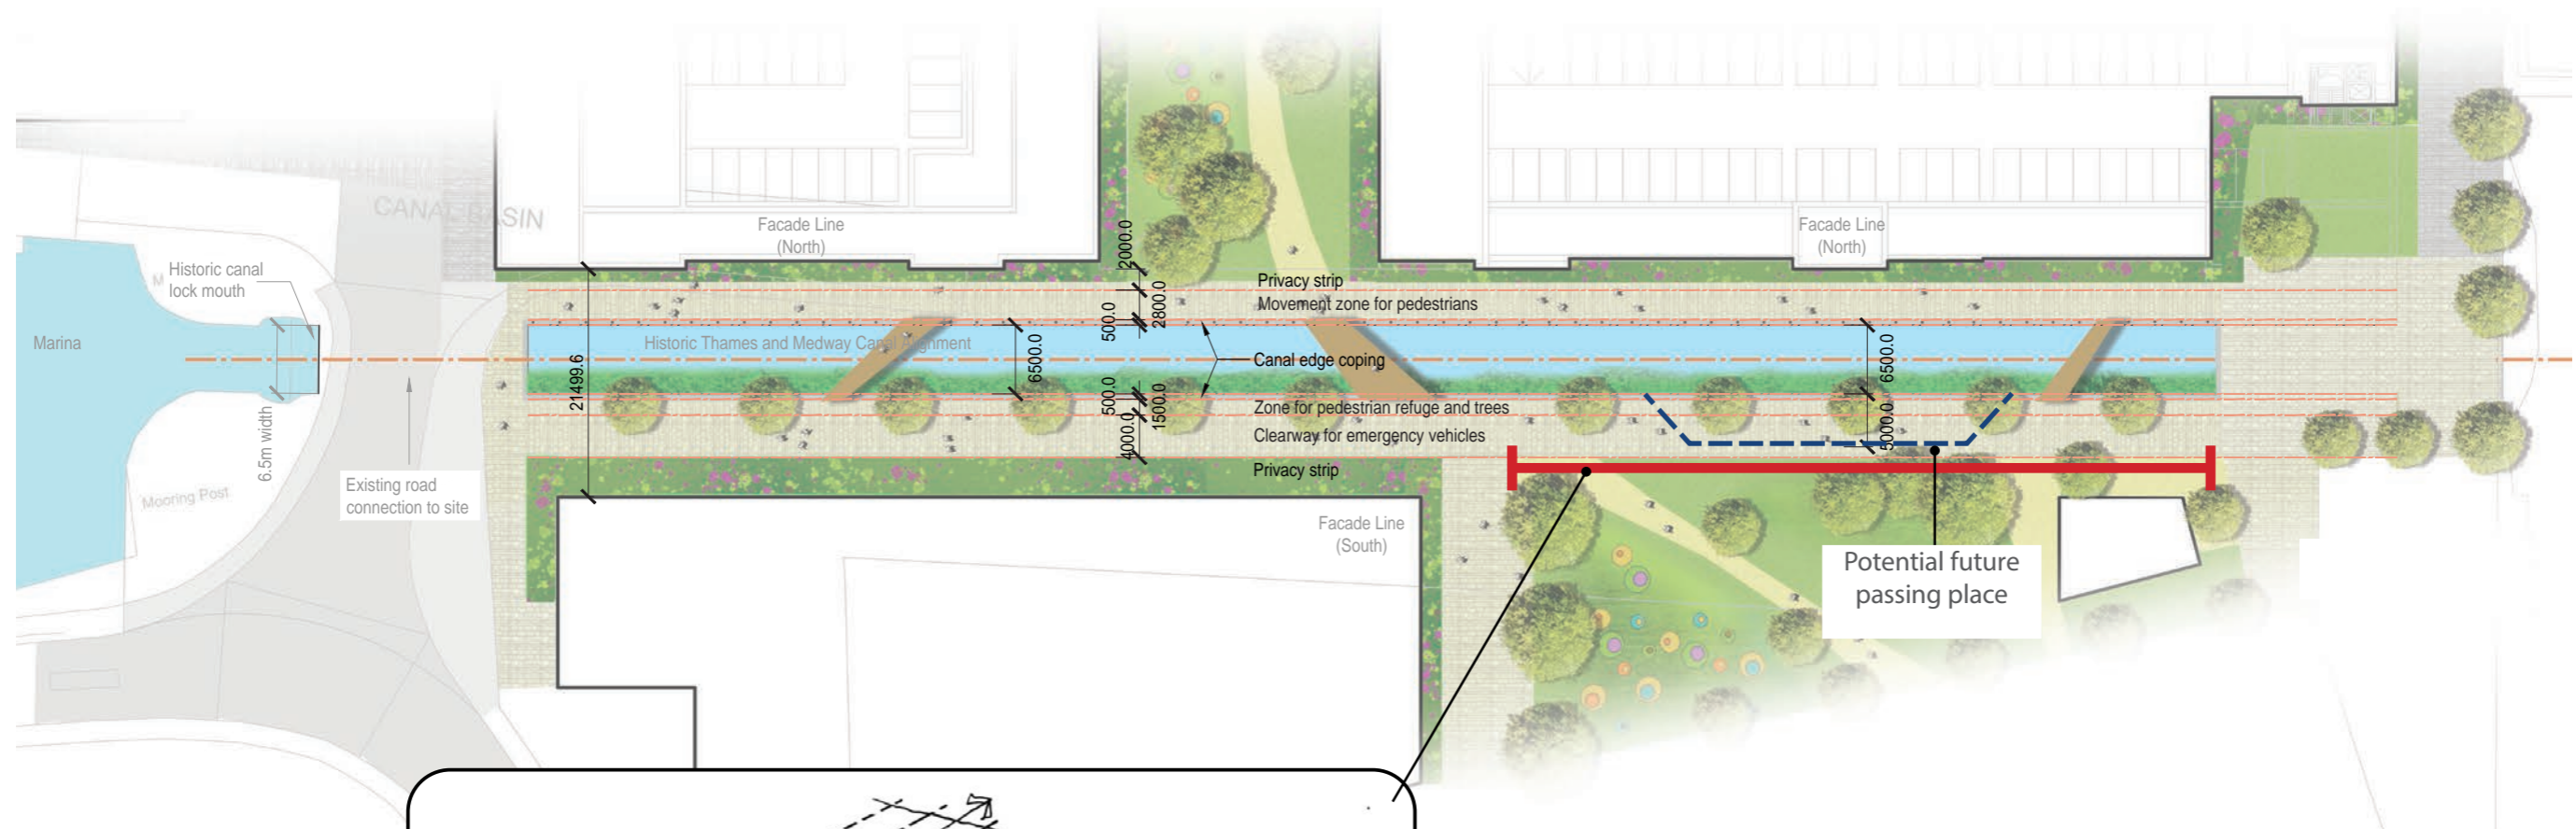 CANAL BASIN
Facade Line
(North)
Facade Line
(North)
Historic canal
lock mouth
Marina
6.5m width
Mooring Post
Existing road
connection to site
Historic Thames and Medway Canal Alignment
21499.6
6500.0
2000.0
2800.0
500.0
500.0
1500.0
4000.0
Privacy strip
Movement zone for pedestrians
Canal edge coping
Zone for pedestrian refuge and trees
Clearway for emergency vehicles
Privacy strip
6500.0
5000.0
Facade Line
(South)
Potential future
passing place